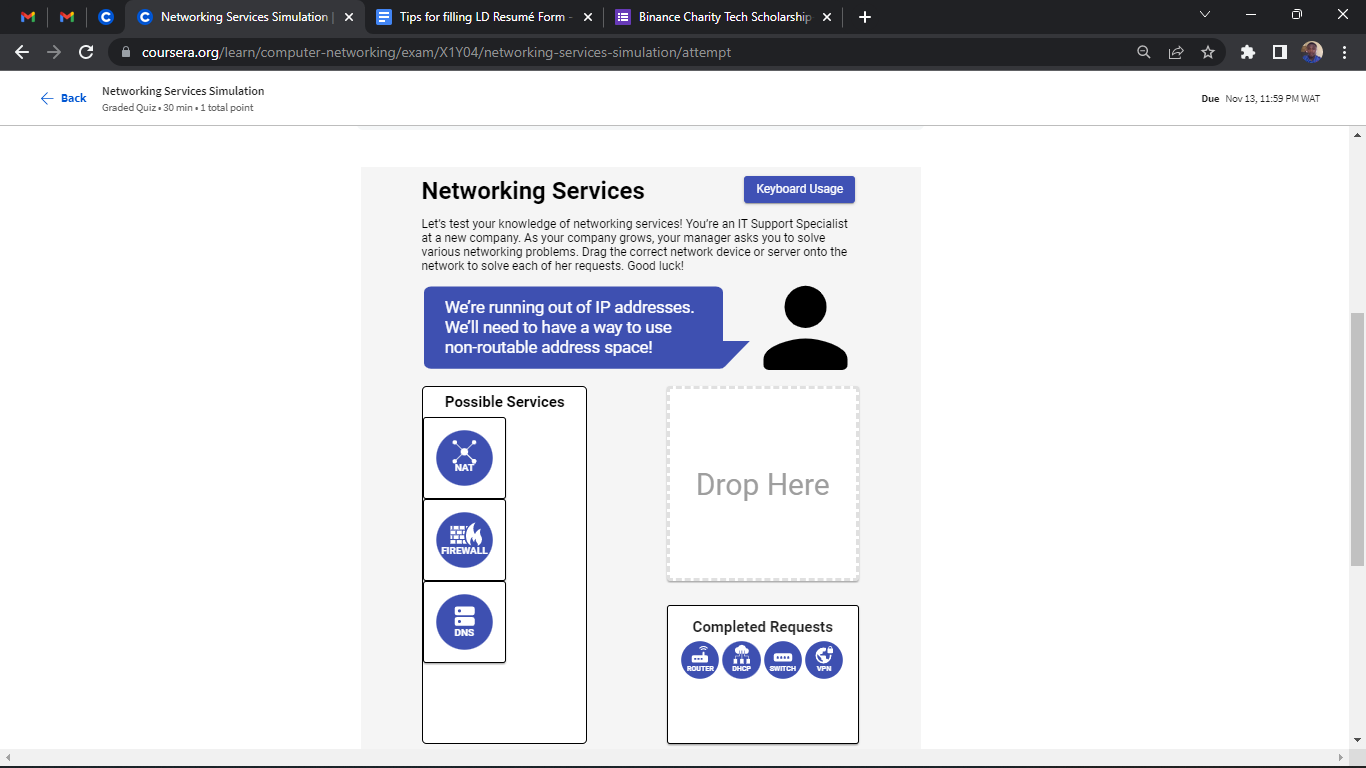 Networking Services Simulation |
Tips for filling LD Resumé Form -
Binance Charity Tech Scholarship
coursera.org/learn/computer-networking/exam/X1Y04/networking-services-simulation/attempt
Back
Networking Services Simulation
Graded Quiz • 30 min • 1 total point
Due Nov 13, 11:59 PM WAT
Networking Services
Keyboard Usage
Let's test your knowledge of networking services! You're an IT Support Specialist
at a new company. As your company grows, your manager asks you to solve
various networking problems. Drag the correct network device or server onto the
network to solve each of her requests. Good luck!
We're running out of IP addresses.
We'll need to have a way to use
non-routable address space!
Possible Services
NAT
FIREWALL
DNS
Drop Here
Completed Requests
ROUTER
DHCP
SWITCH
VPN